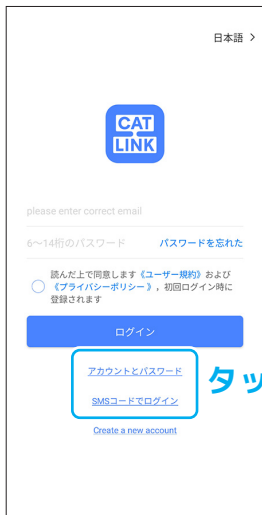 日本語 >
CAT
LINK
please enter correct email
6〜14桁のパスワード パスワードを忘れた
読んだ上で同意します《ユーザー規約》および
《プライバシーポリシー 》，初回ログイン時に
登録されます
ログイン
アカウントとパスワード
SMSコードでログイン
タッ
Create a new account